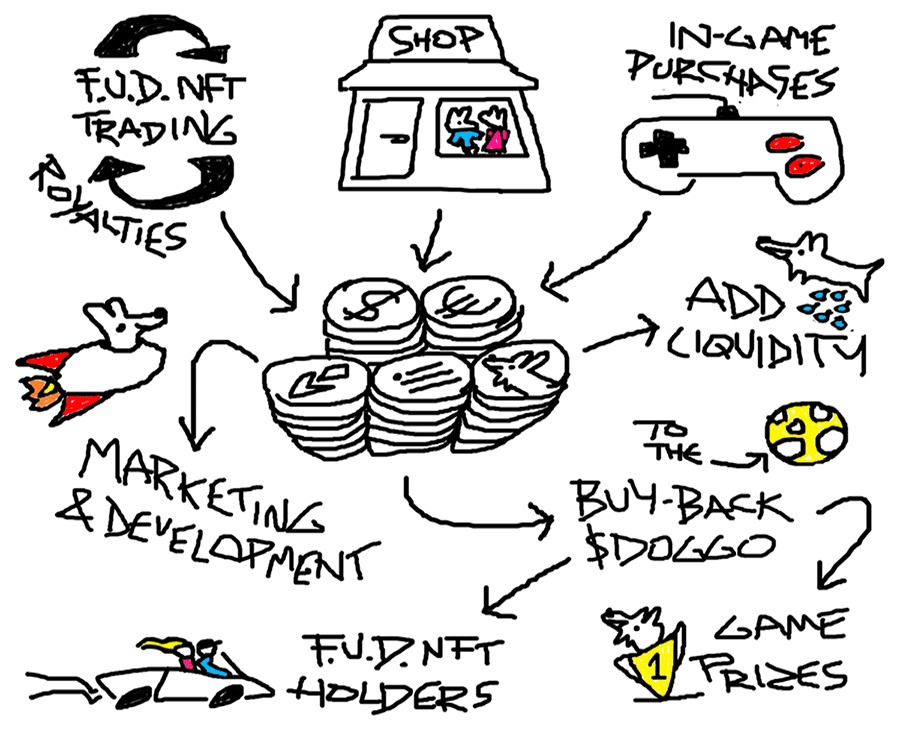 F.U.D. NFT
TRADING
ROYALTIES
SHOP
IN-GAME
PURCHASES
$
€
ADD
LIQUIDITY
MARKETING
& DEVELOPMENT
TO
THE
BUY-BACK
$DOGGO
F.U.D. NFT
HOLDERS
1
GAME
PRIZES